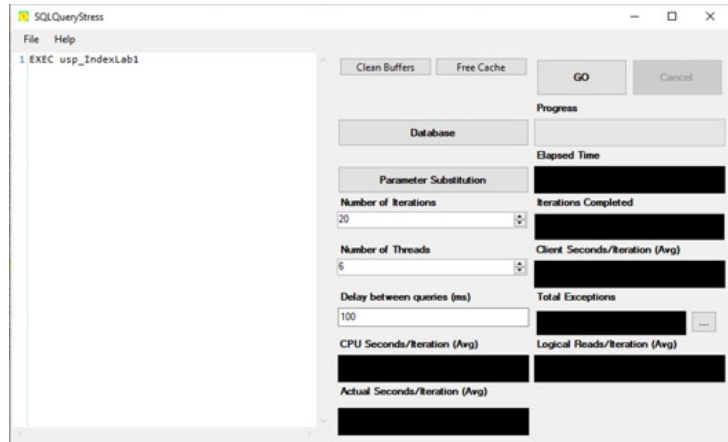 SQLQueryStress
File Help
1 EXEC usp_IndexLab1
Clean Buffers Free Cache
GO Cancel
Progress
Database
Elapsed Time
Parameter Substitution
Number of Iterations Iterations Completed
20
Number of Threads Client Seconds/Iteration (Avg)
6
Delay between queries (ms) Total Exceptions
100 ...
CPU Seconds/Iteration (Avg) Logical Reads/Iteration (Avg)
Actual Seconds/Iteration (Avg)